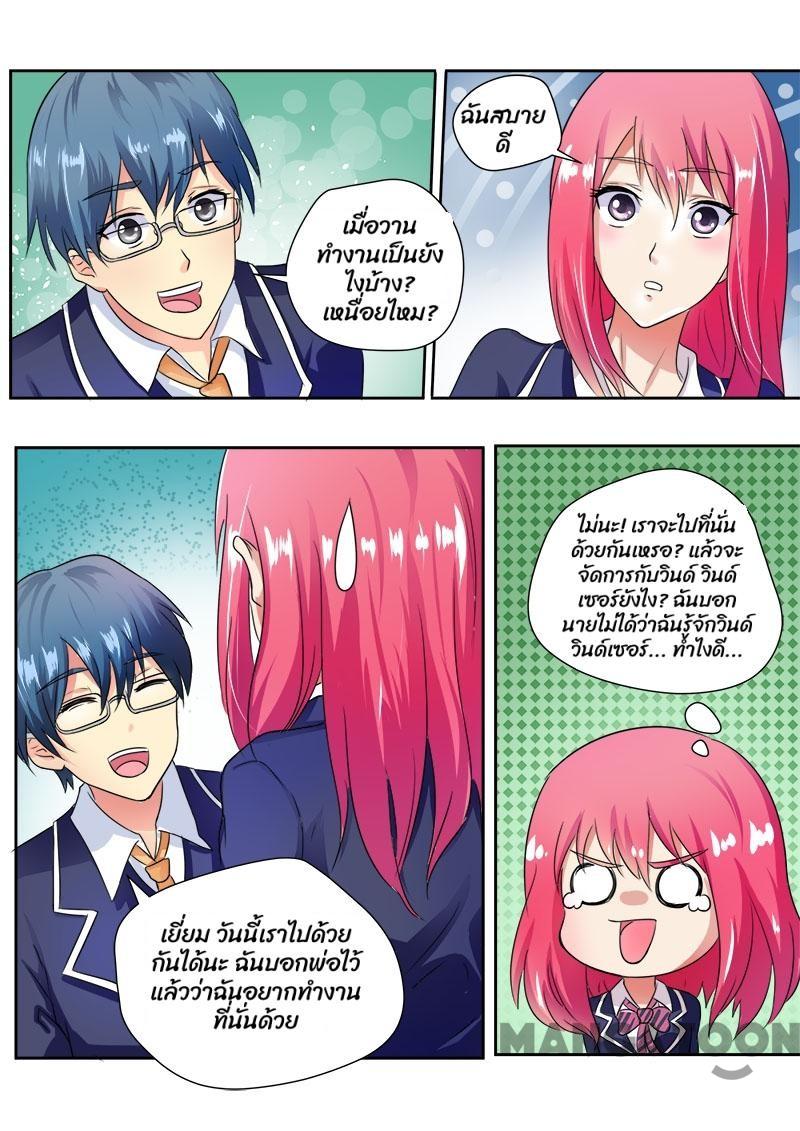 เมื่อวาน
ทำงานเป็นยัง
ไงบ้าง?
เหนื่อยไหม?
ฉันสบาย
ดี
เยี่ยม วันนี้เราไปด้วย
กันได้นะ ฉันบอกพ่อไว้
แล้วว่าฉันอยากทำงาน
ที่นั่นด้วย
ไม่นะ! เราจะไปที่นั่น
ด้วยกันเหรอ? แล้วจะ
จัดการกับวินด์ วินด์
เซอร์ยังไง? ฉันบอก
นายไม่ได้ว่าฉันรู้จักวินด์
วินด์เซอร์... ทำไงดี...